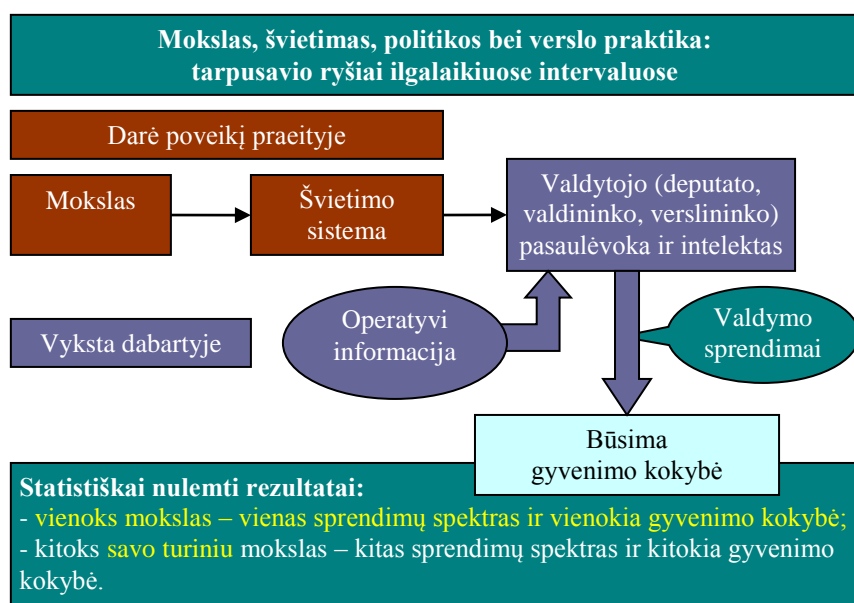 Mokslas, švietimas, politikos bei verslo praktika:
tarpusavio ryšiai ilgalaikiuose intervaluose
Darė poveikį praeityje
Mokslas
Švietimo
sistema
Valdytojo (deputato,
valdininko, verslininko)
pasaulėvoka ir intelektas
Vyksta dabartyje
Operatyvi
informacija
Valdymo
sprendimai
Būsima
gyvenimo kokybė
Statistiškai nulemti rezultatai:
- vienoks mokslas – vienas sprendimų spektras ir vienokia gyvenimo kokybė;
- kitoks savo turiniu mokslas – kitas sprendimų spektras ir kitokia gyvenimo
kokybė.